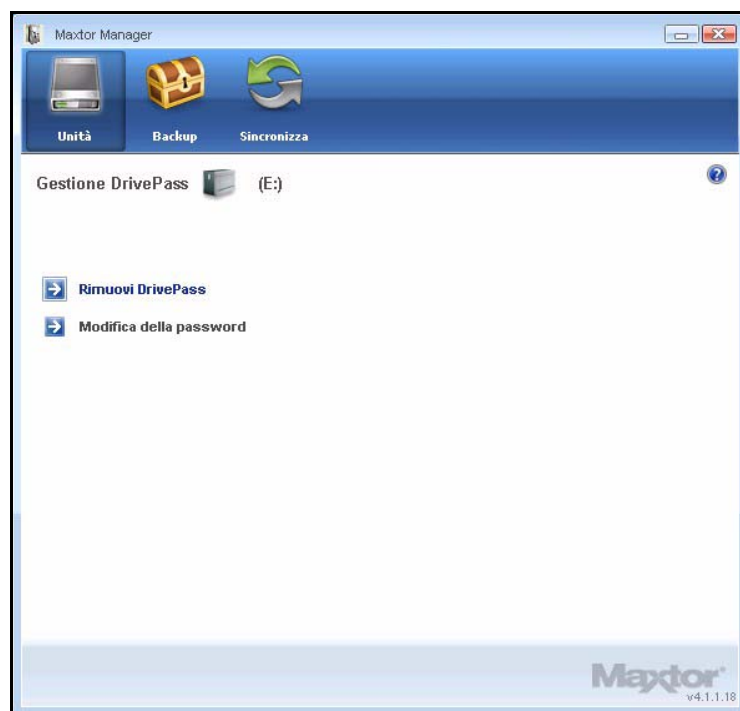 Maxtor Manager
Unità Backup Sincronizza
Gestione DrivePass (E:)
Rimuovi DrivePass
Modifica della password
Maxtor
v4.1.1.18